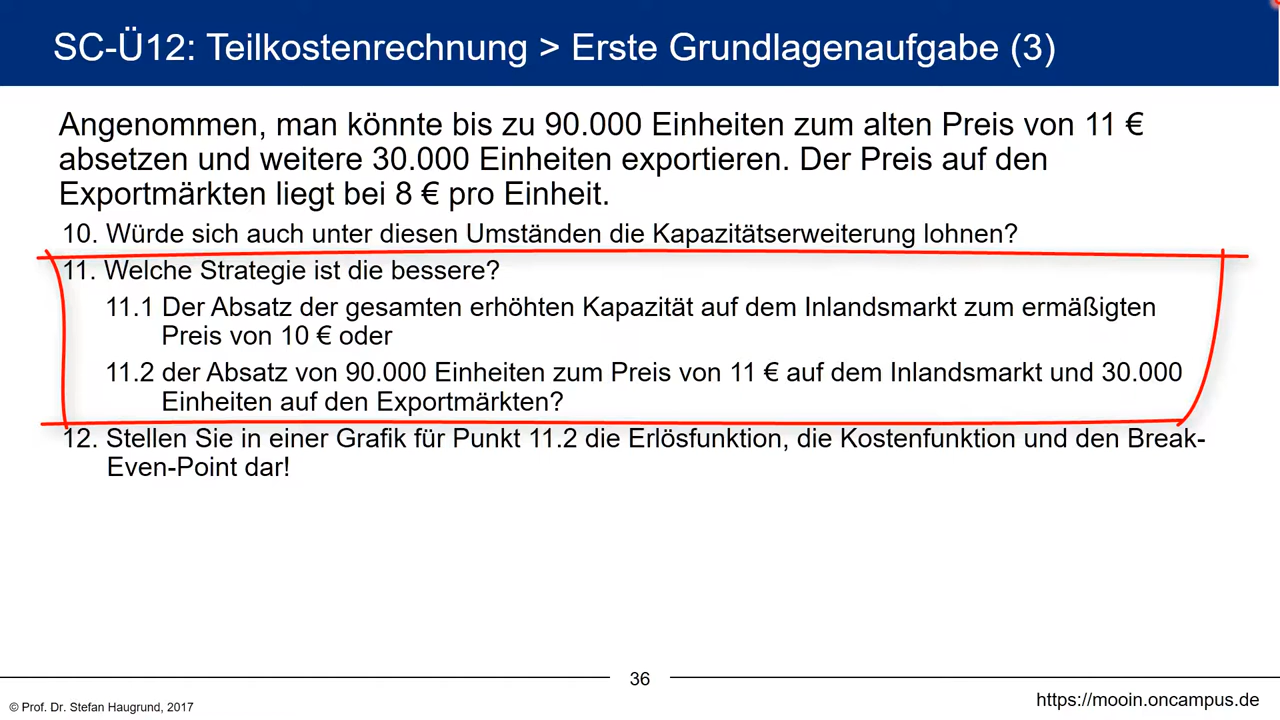 SC-Ü12: Teilkostenrechnung > Erste Grundlagenaufgabe (3)
Angenommen, man könnte bis zu 90.000 Einheiten zum alten Preis von 11 €
absetzen und weitere 30.000 Einheiten exportieren. Der Preis auf den
Exportmärkten liegt bei 8 € pro Einheit.
10. Würde sich auch unter diesen Umständen die Kapazitätserweiterung lohnen?
11. Welche Strategie ist die bessere?
11.1 Der Absatz der gesamten erhöhten Kapazität auf dem Inlandsmarkt zum ermäßigten
Preis von 10 € oder
11.2 der Absatz von 90.000 Einheiten zum Preis von 11 € auf dem Inlandsmarkt und 30.000
Einheiten auf den Exportmärkten?
12. Stellen Sie in einer Grafik für Punkt 11.2 die Erlösfunktion, die Kostenfunktion und den Break-
Even-Point dar!
36
© Prof. Dr. Stefan Haugrund, 2017
https://mooin.oncampus.de